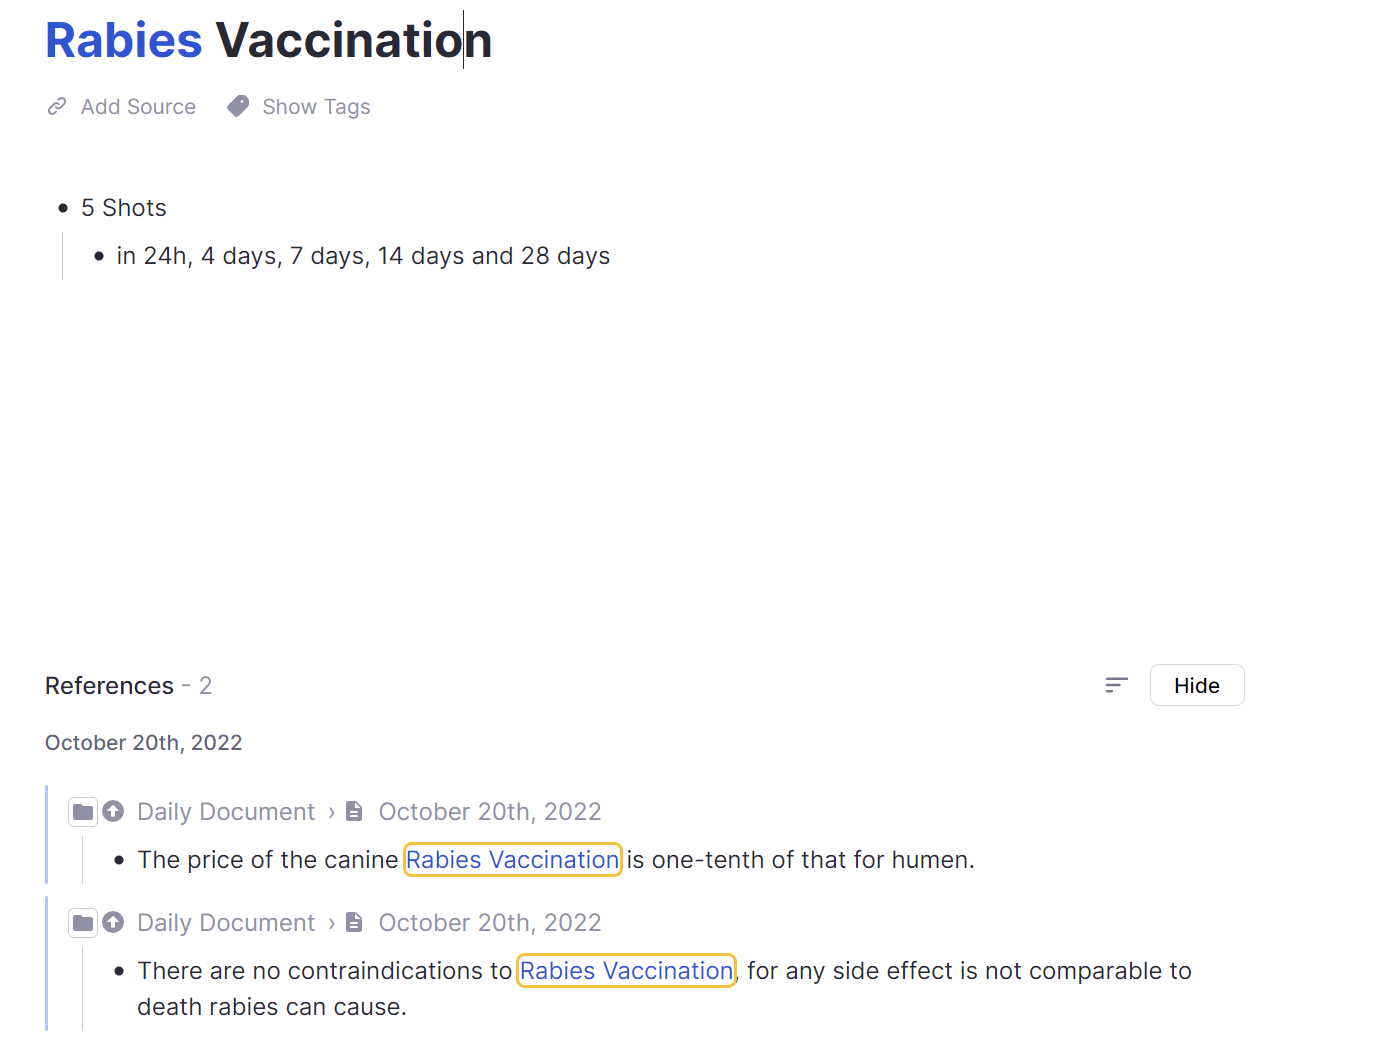 Rabies Vaccination
Add Source Show Tags
5 Shots
in 24h, 4 days, 7 days, 14 days and 28 days
References - 2
Hide
October 20th, 2022
Daily Document › October 20th, 2022
The price of the canine Rabies Vaccination is one-tenth of that for humen.
Daily Document › October 20th, 2022
There are no contraindications to Rabies Vaccination, for any side effect is not comparable to
death rabies can cause.